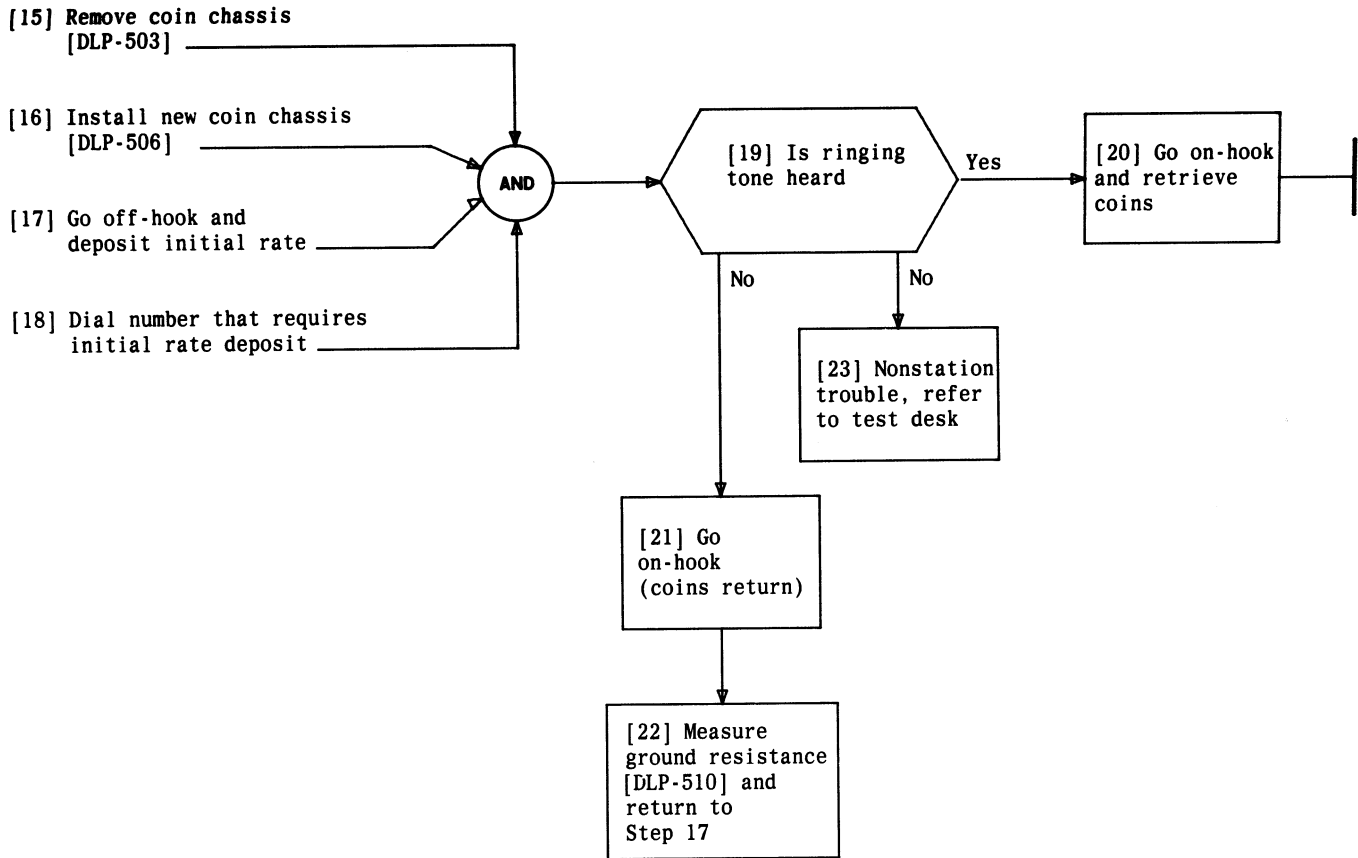 [15] Remove coin chassis
[DLP-503]
[16] Install new coin chassis
[DLP-506]
[17] Go off-hook and
deposit initial rate
[18] Dial number that requires
initial rate deposit
AND
[19] Is ringing
tone heard
Yes
[20] Go on-hook
and retrieve
coins
No
No
[23] Nonstation
trouble, refer
to test desk
[21] Go
on-hook
(coins return)
[22] Measure
ground resistance
[DLP-510] and
return to
Step 17